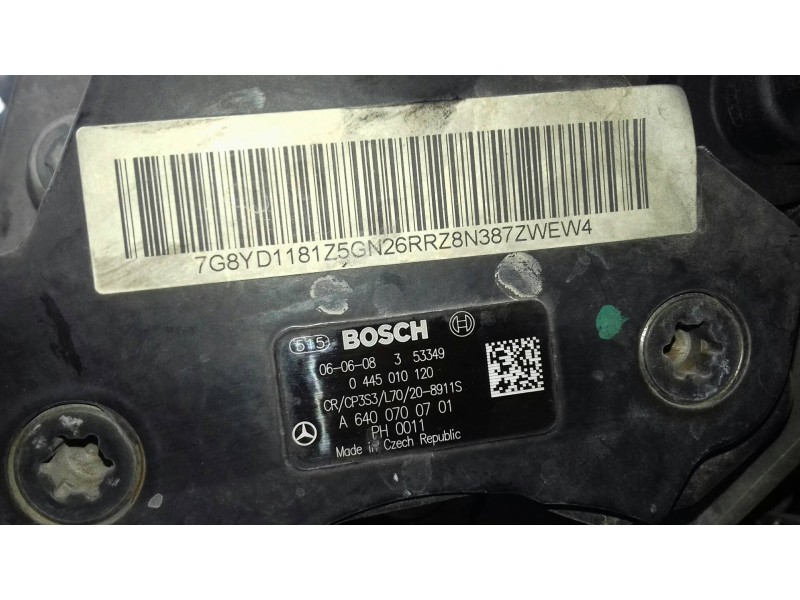 7G8YD1181Z5GN26RRZ8N387ZWEW4
515 BOSCH
06-06-08 3 53349
0 445 010 120
CR/CP3S3/L70/20-8911S
A 640 070 07 01
PH 0011
Made in Czech Republic